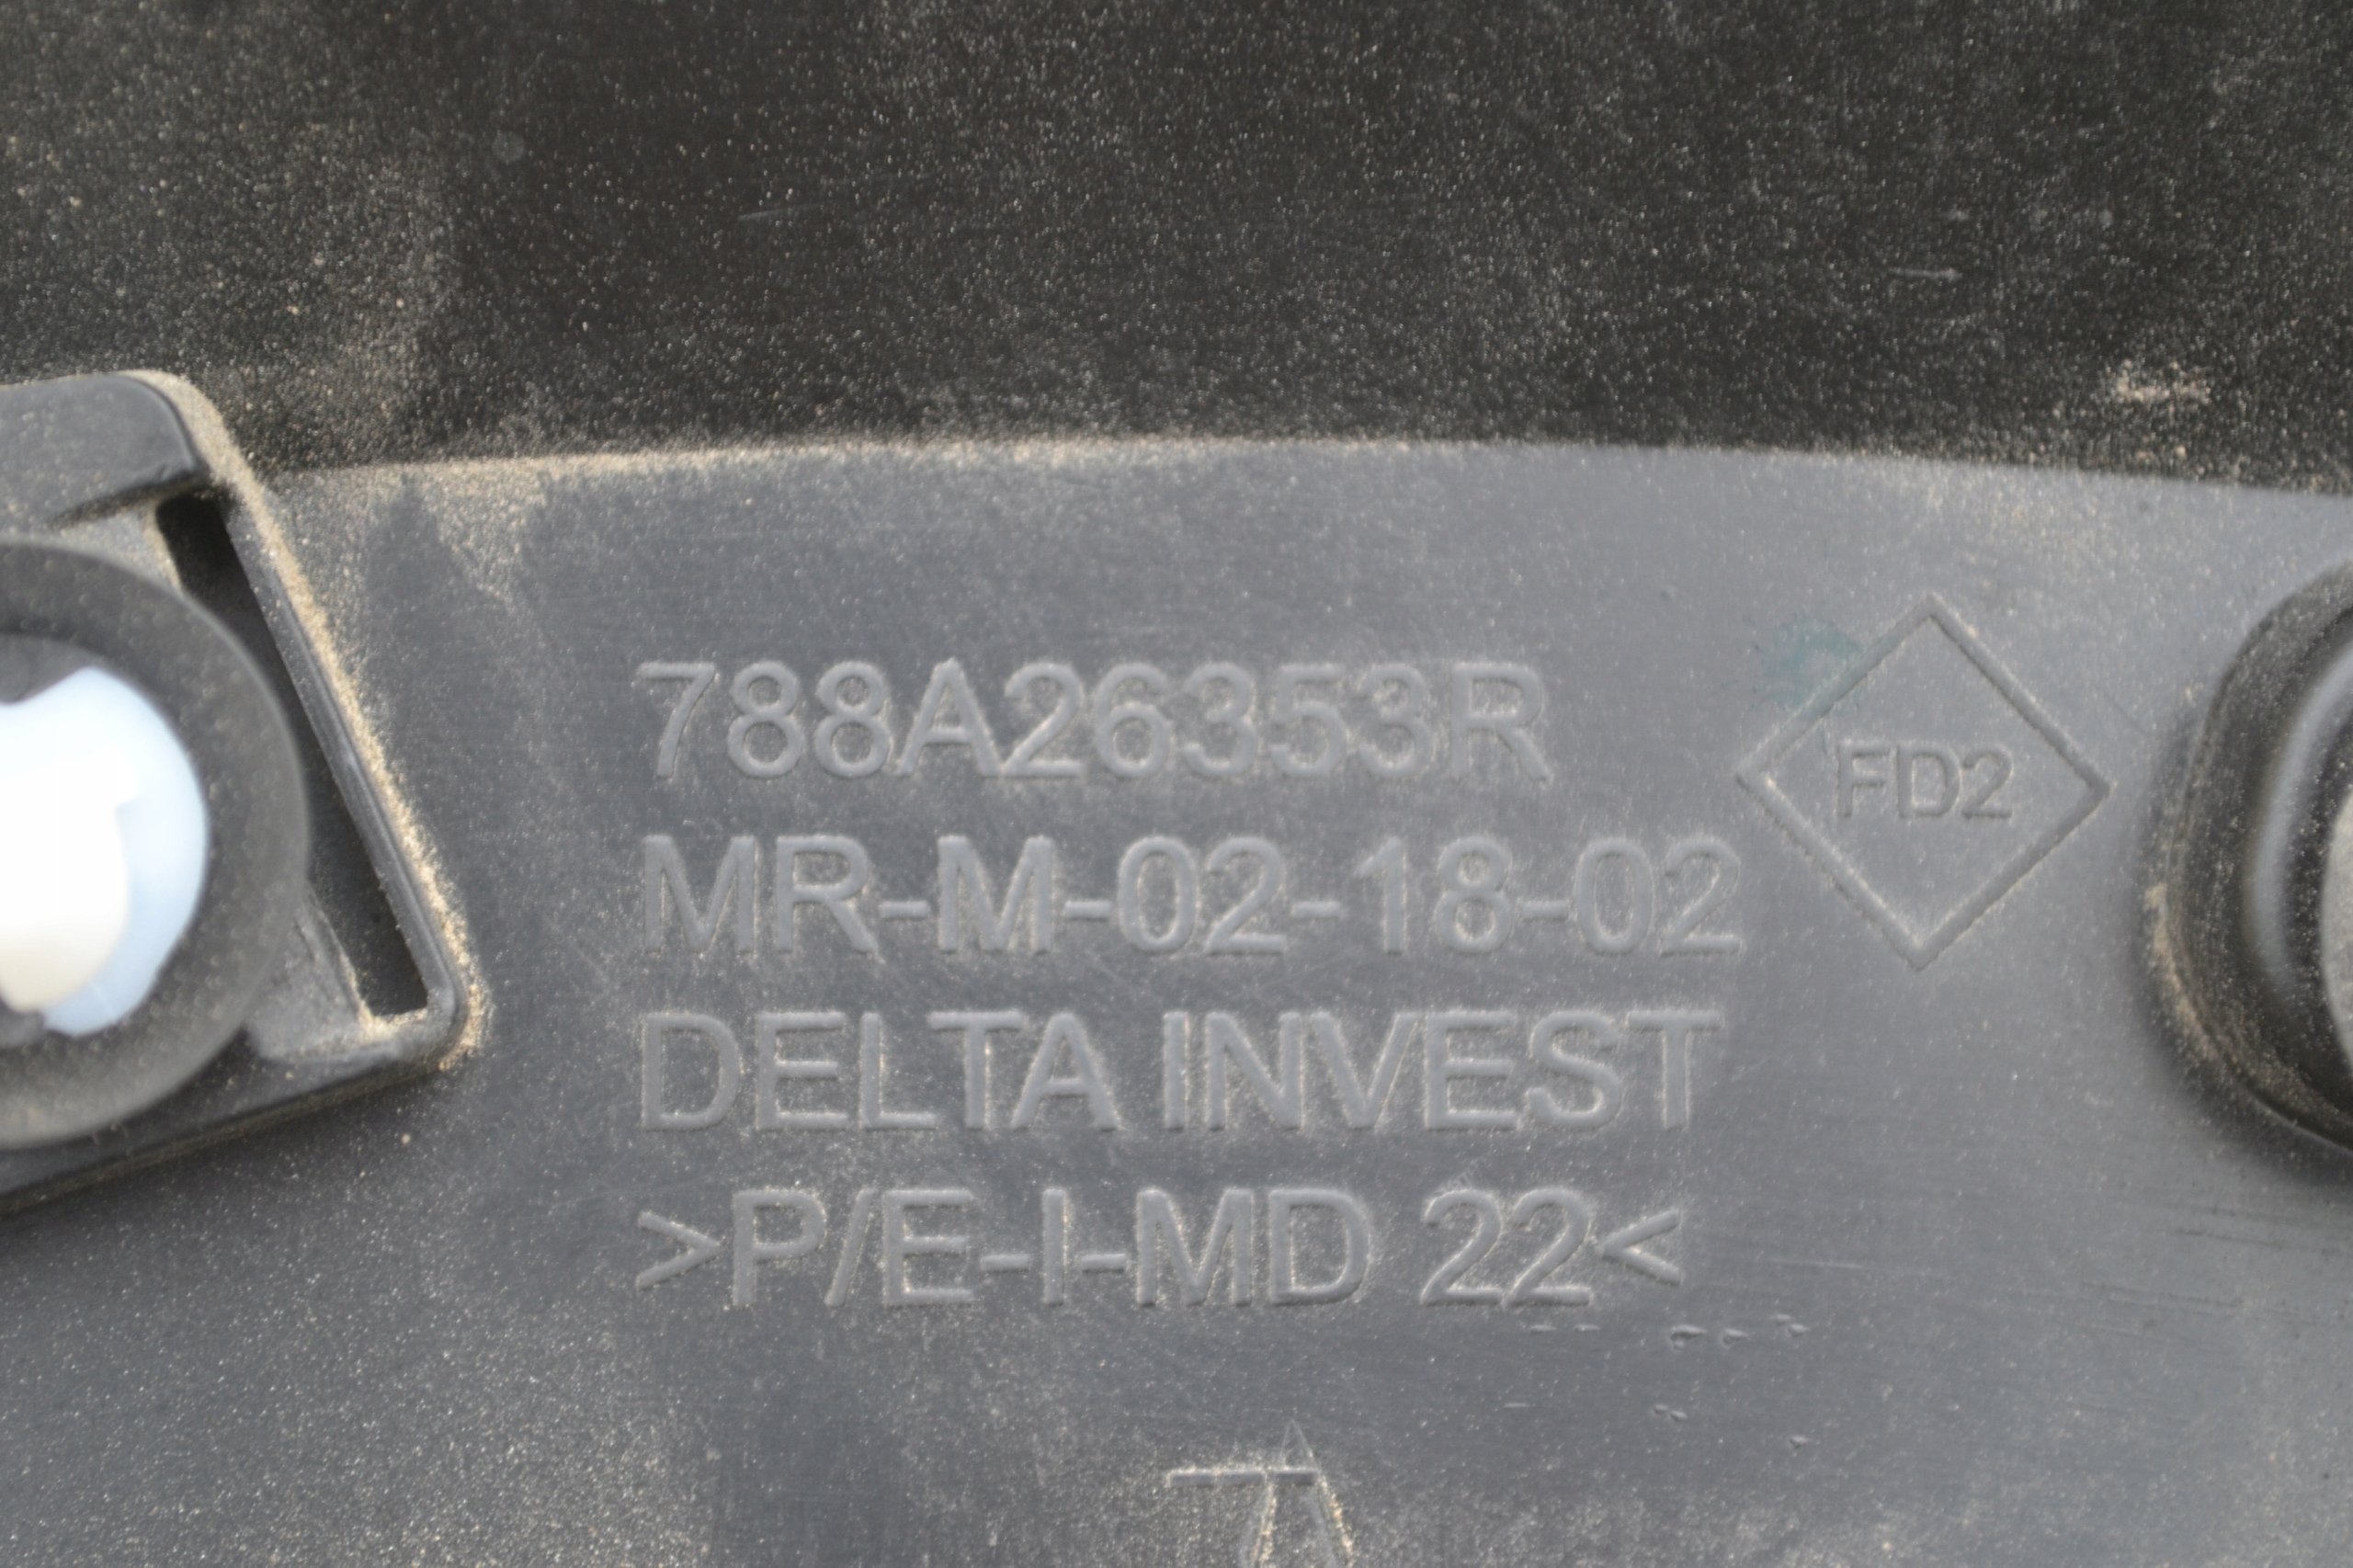 788A26353R
FD2
MR-M-02-18-02
DELTA INVEST
>P/E-I-MD 22<